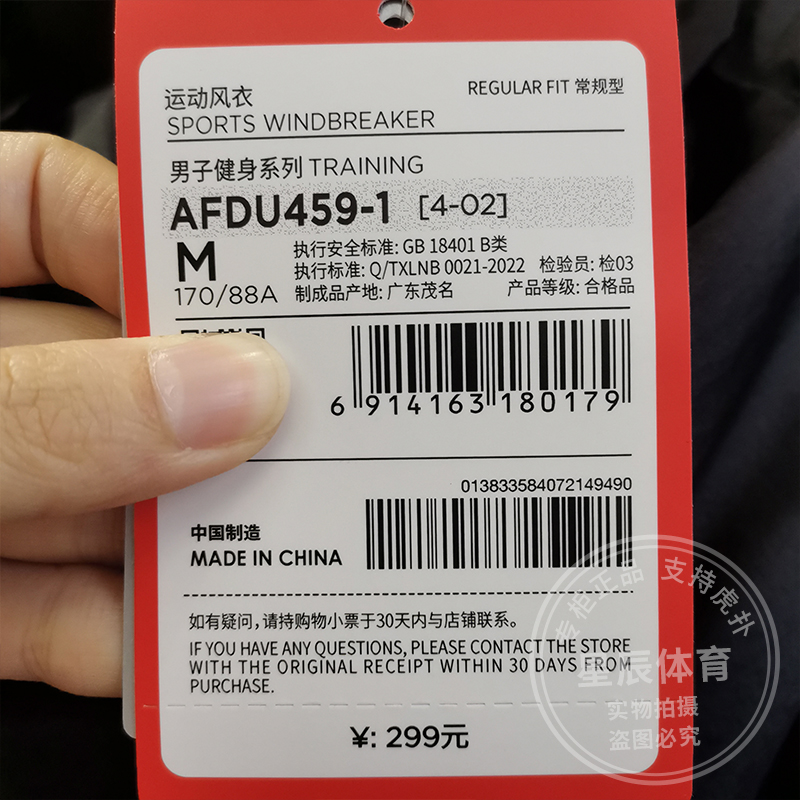 运动风衣
REGULAR FIT 常规型
SPORTS WINDBREAKER
男子健身系列 TRAINING
AFDU459-1 [4-02]
M
170/88A
执行安全标准: GB 18401 B类
执行标准: Q/TXLNB 0021-2022 检验员: 检03
制成品产地: 广东茂名 产品等级: 合格品
6 914163 180179
013833584072149490
中国制造
MADE IN CHINA
如有疑问，请持购物小票于30天内与店铺联系。
IF YOU HAVE ANY QUESTIONS, PLEASE CONTACT THE STORE
WITH THE ORIGINAL RECEIPT WITHIN 30 DAYS FROM
PURCHASE.
¥: 299元
专柜正品 支持虎扑
星辰体育
实物拍摄
盗图必究